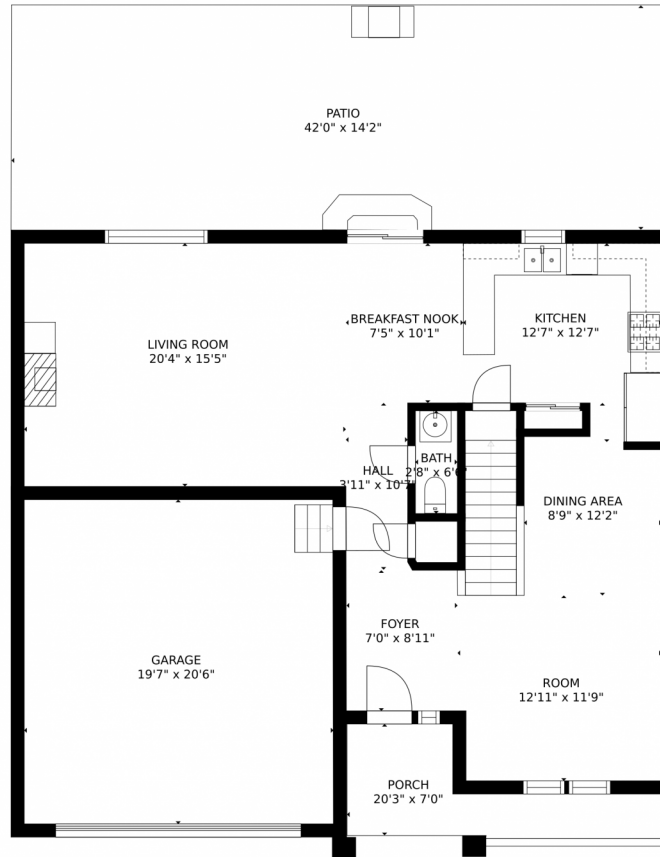 PATIO
42'0" x 14'2"
BREAKFAST NOOK
7'5" x 10'1"
KITCHEN
12'7" x 12'7"
LIVING ROOM
20'4" x 15'5"
BATH
2'8" x 6'6"
HALL
3'11" x 10'7"
DINING AREA
8'9" x 12'2"
FOYER
7'0" x 8'11"
GARAGE
19'7" x 20'6"
ROOM
12'11" x 11'9"
PORCH
20'3" x 7'0"